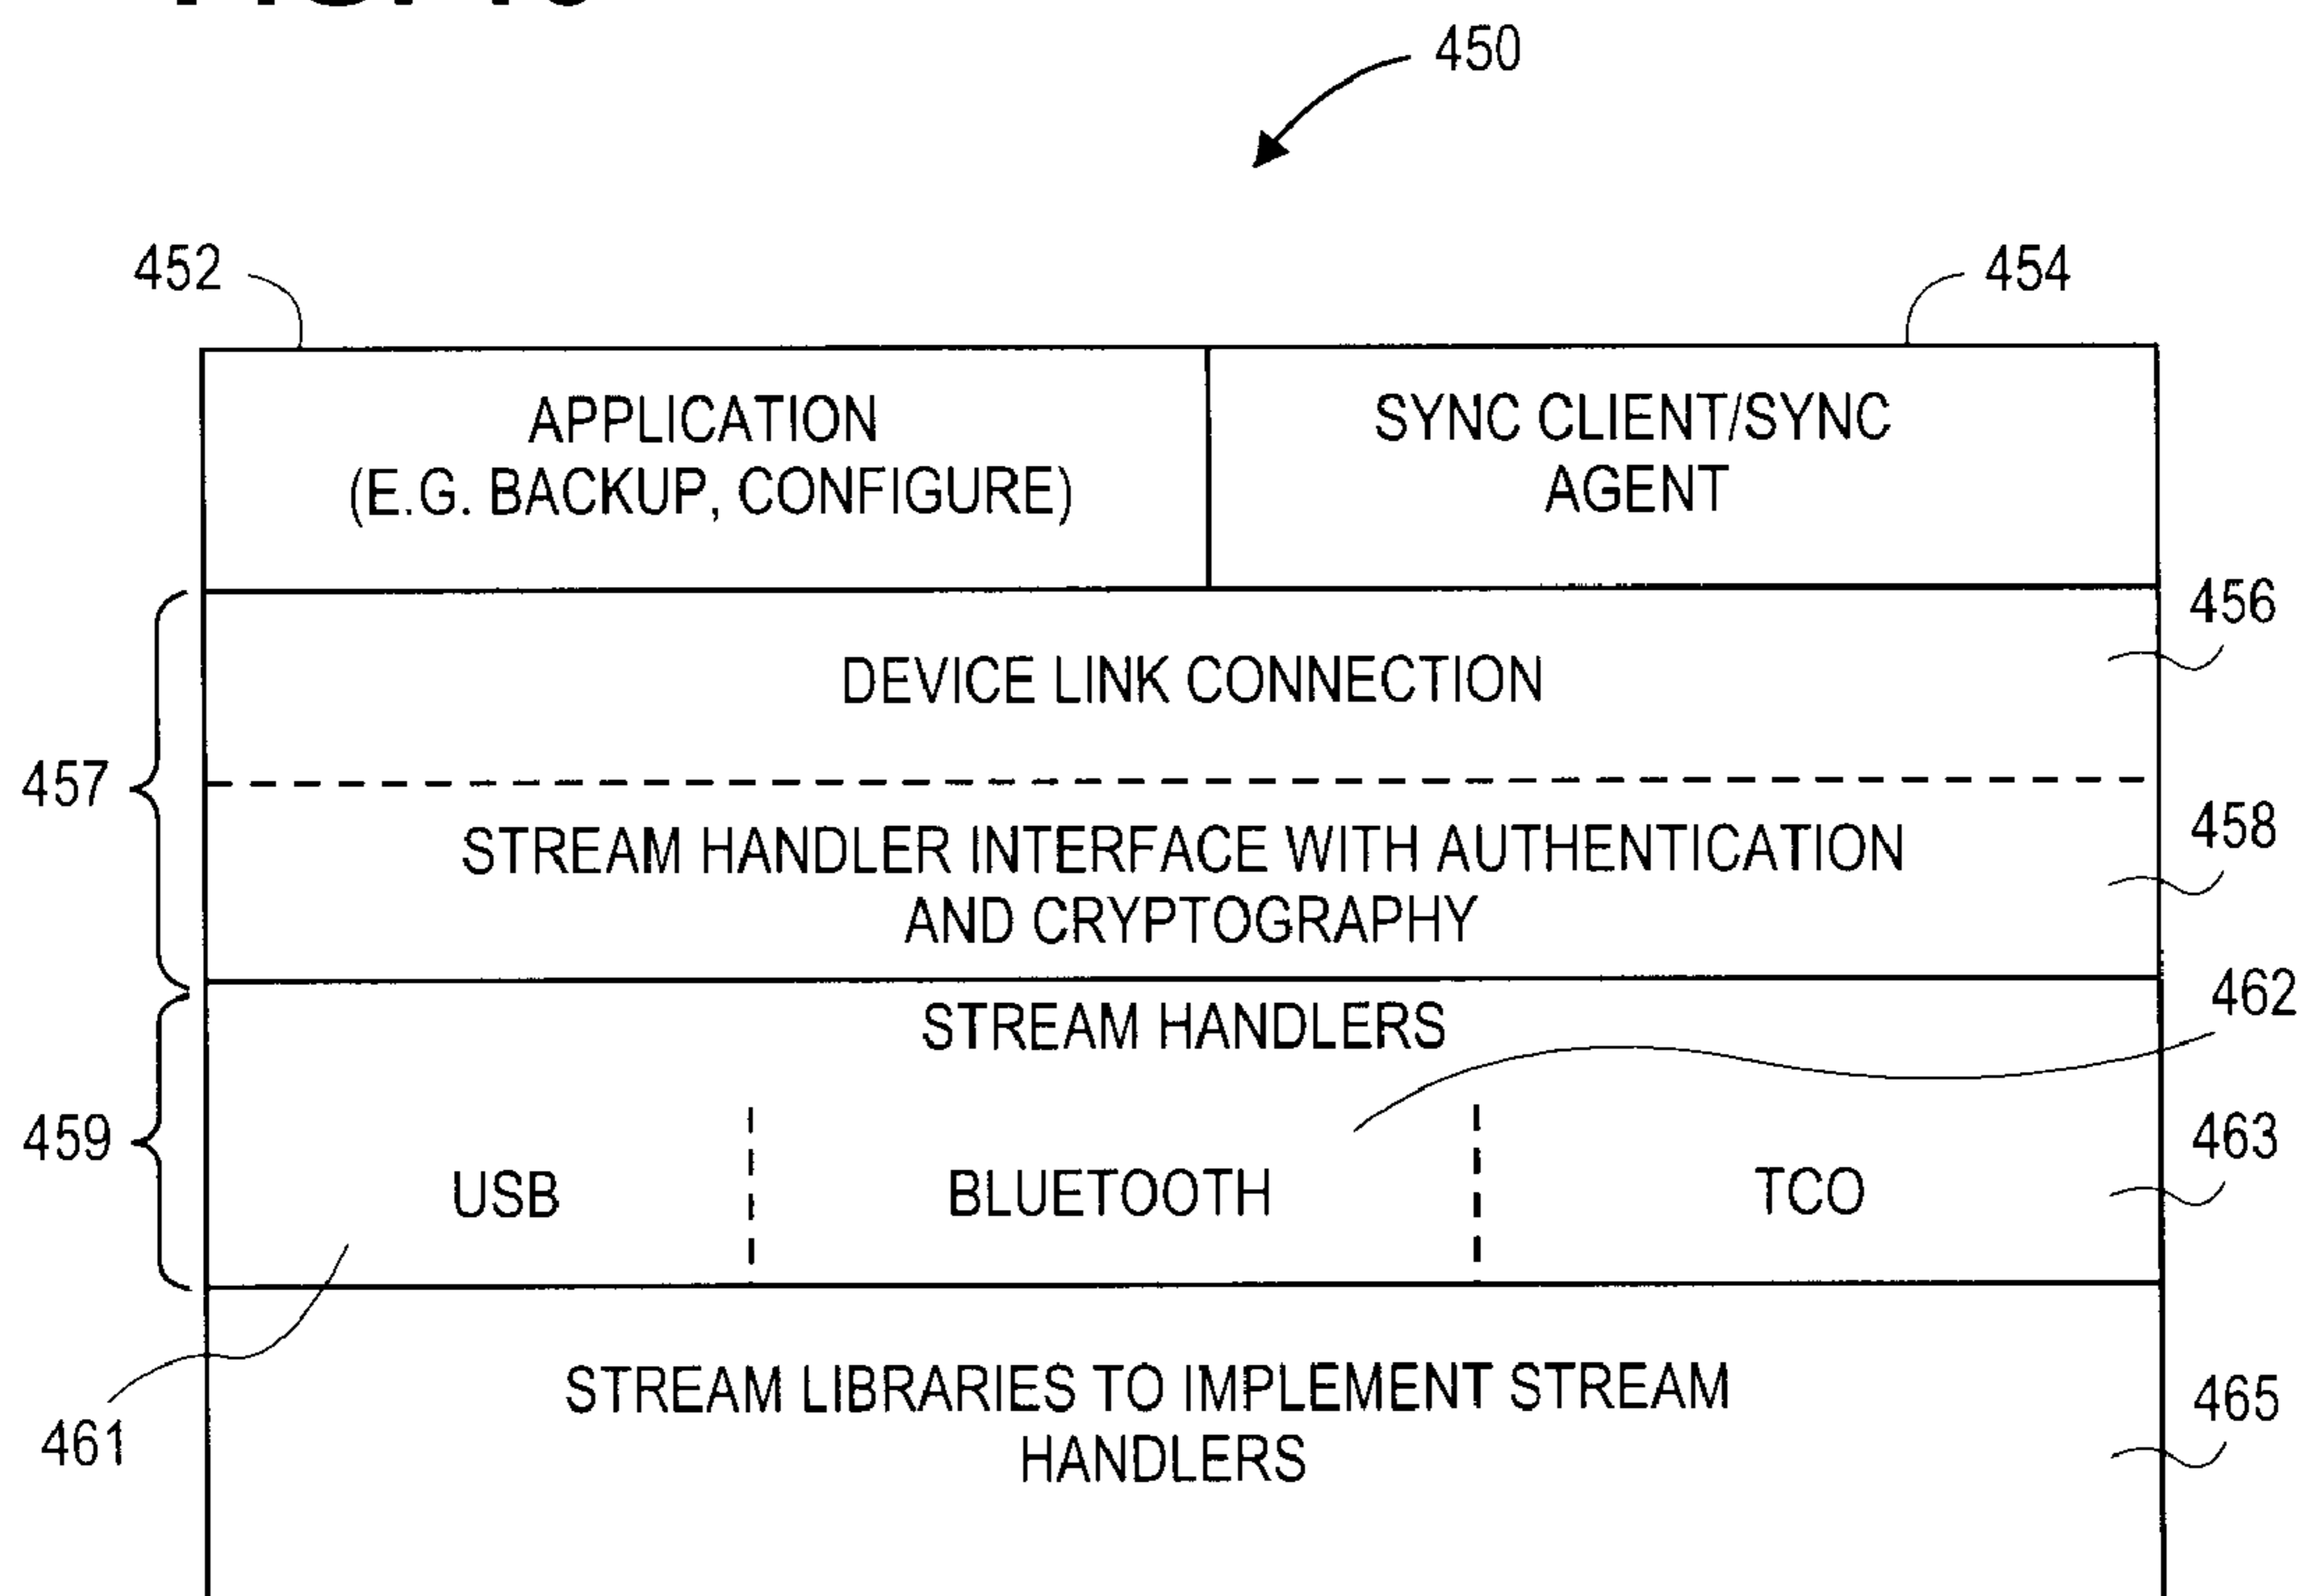 450
452
454
APPLICATION
(E.G. BACKUP, CONFIGURE)
SYNC CLIENT/SYNC
AGENT
456
DEVICE LINK CONNECTION
457
458
STREAM HANDLER INTERFACE WITH AUTHENTICATION
AND CRYPTOGRAPHY
462
STREAM HANDLERS
459
463
USB
BLUETOOTH
TCO
STREAM LIBRARIES TO IMPLEMENT STREAM
HANDLERS
465
461